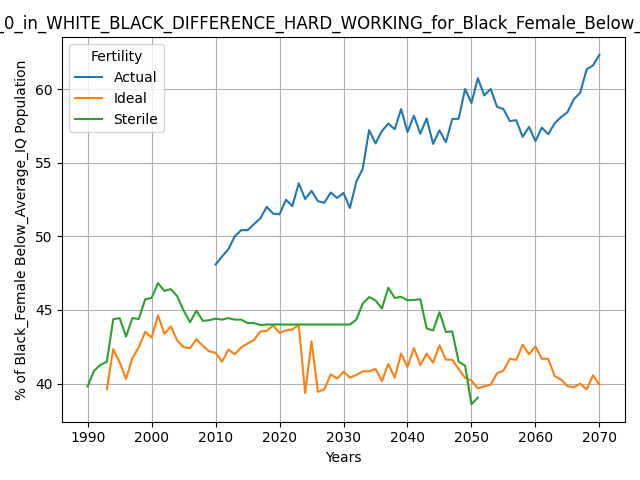 _0_in_WHITE_BLACK_DIFFERENCE_HARD_WORKING_for_Black_Female_Below_
Fertility
Actual
Ideal
Sterile
% of Black_Female Below_Average_IQ Population
60
55
50
45
40
1990 2000 2010 2020 2030 2040 2050 2060 2070
Years